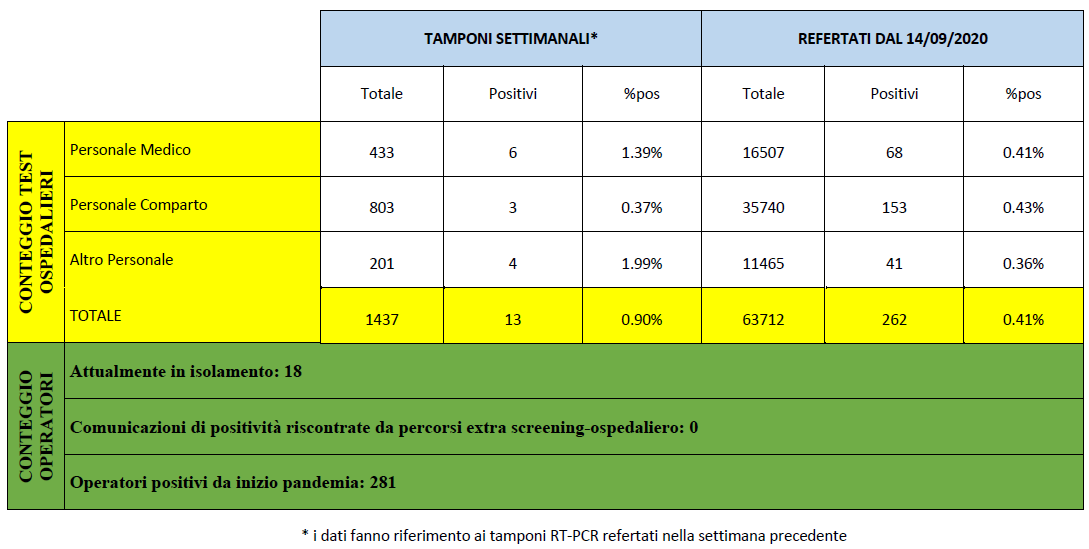 TAMPONI SETTIMANALI* REFERTATI DAL 14/09/2020
Totale Positivi %pos Totale Positivi %pos
CONTEGGIO TEST
OSPEDALIERI
Personale Medico 433 6 1.39% 16507 68 0.41%
Personale Comparto 803 3 0.37% 35740 153 0.43%
Altro Personale 201 4 1.99% 11465 41 0.36%
TOTALE 1437 13 0.90% 63712 262 0.41%
CONTEGGIO
OPERATORI
Attualmente in isolamento: 18
Comunicazioni di positività riscontrate da percorsi extra screening-ospedaliero: 0
Operatori positivi da inizio pandemia: 281
* i dati fanno riferimento ai tamponi RT-PCR refertati nella settimana precedente